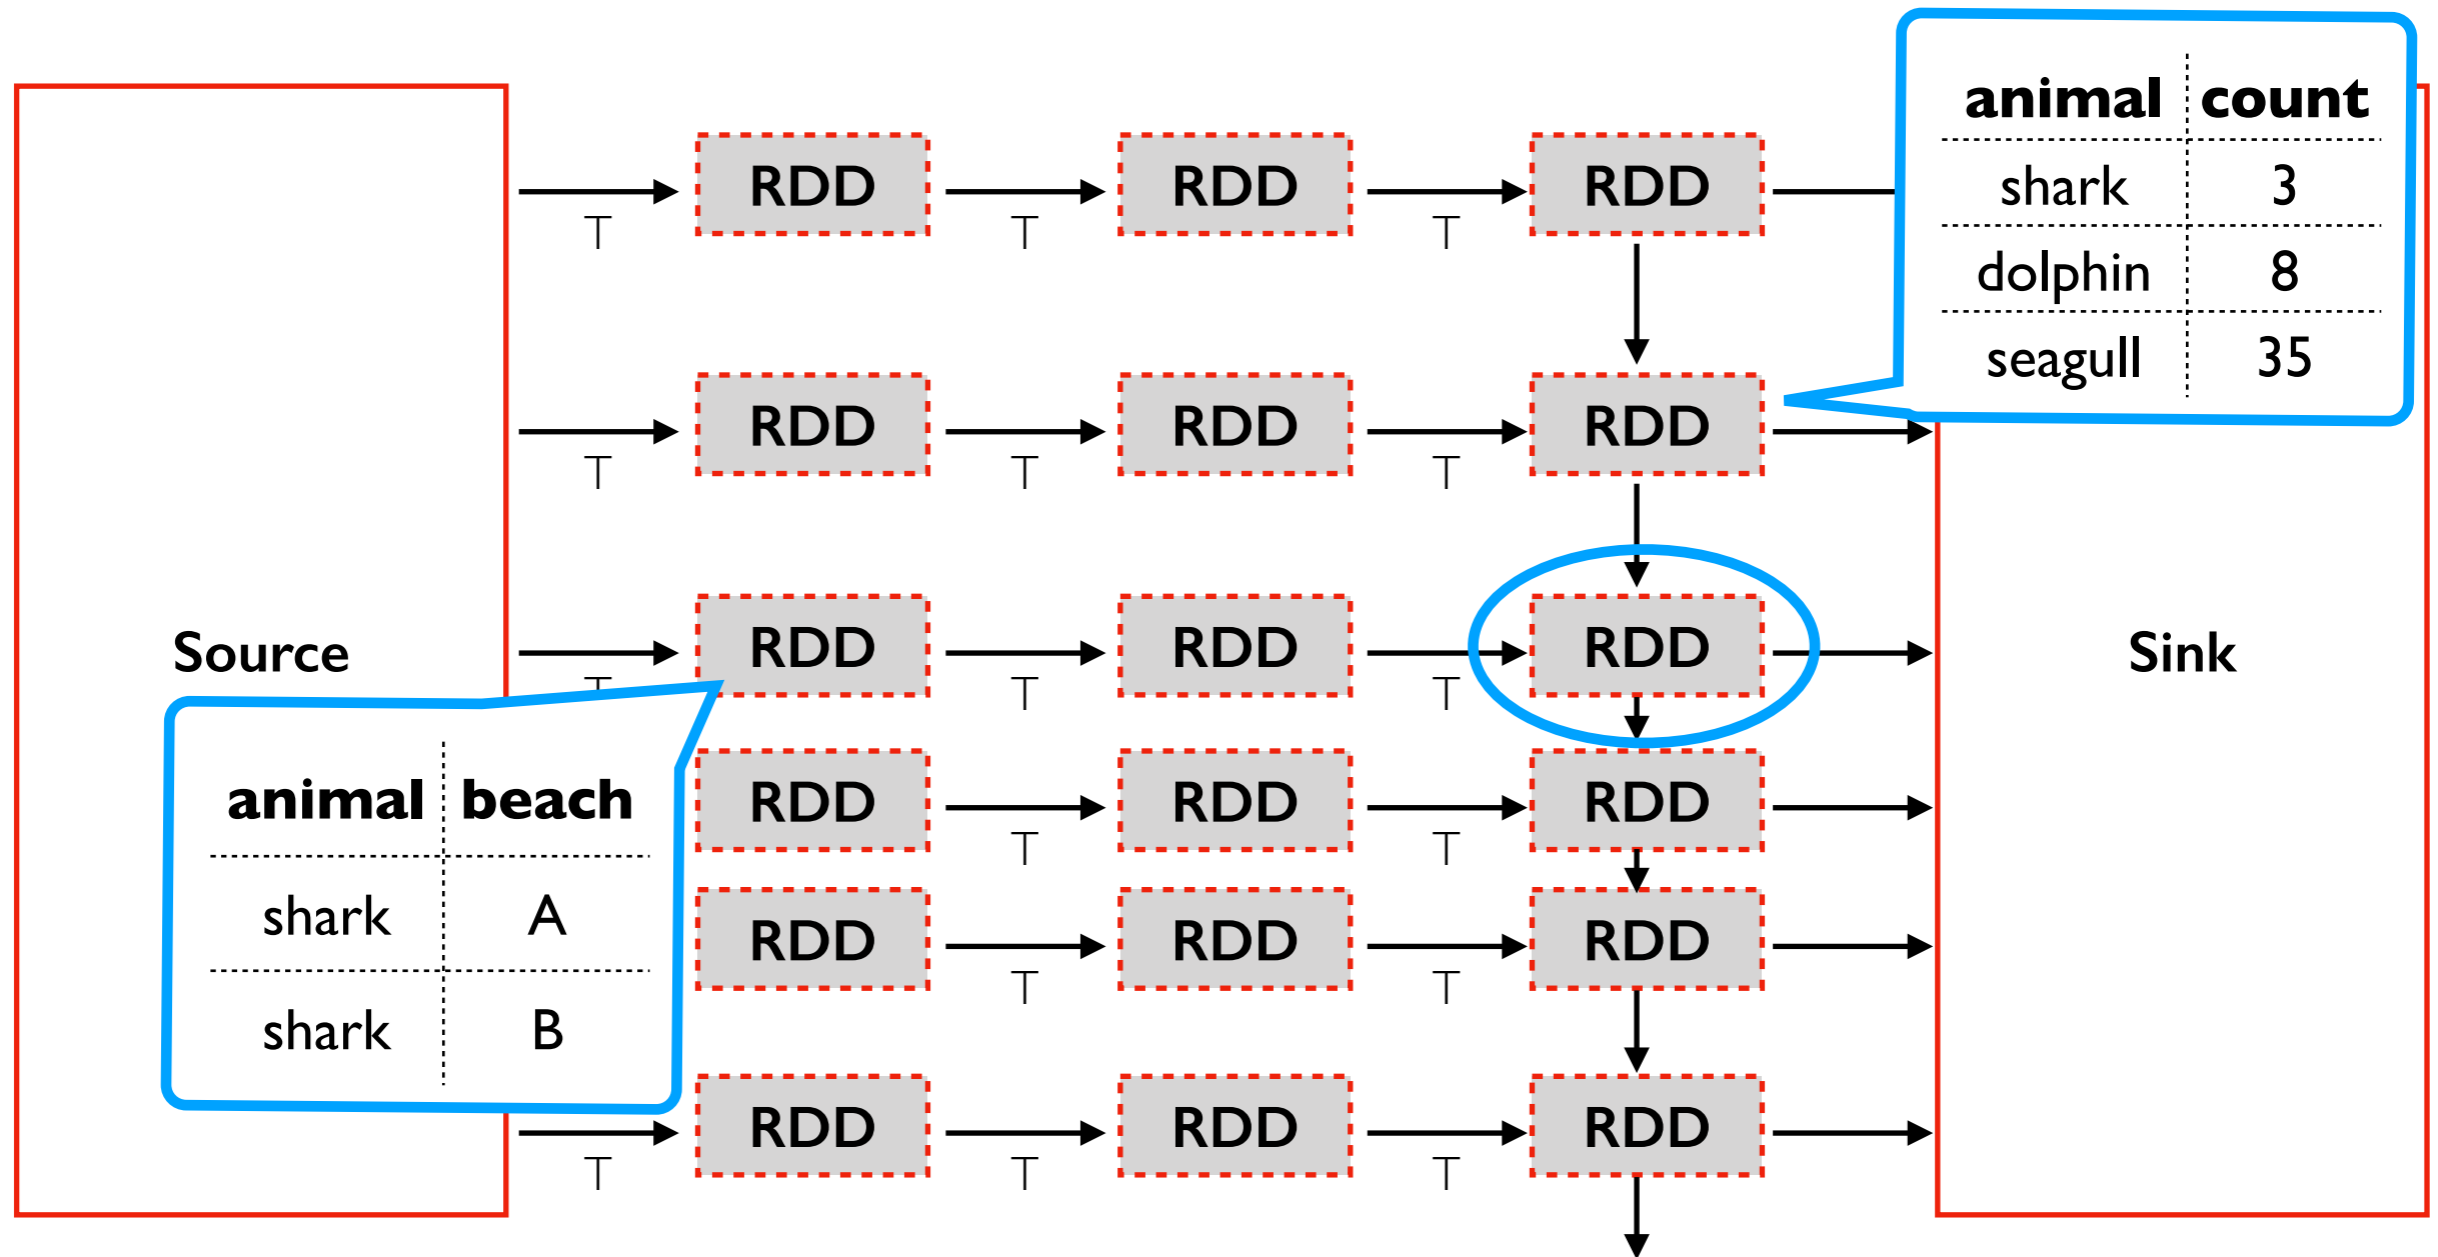 animal count
shark 3
dolphin 8
seagull 35
RDD RDD RDD
T T T
RDD RDD RDD
T T T
Source RDD RDD RDD Sink
T T T
animal beach
shark A
shark B
RDD RDD RDD
T T
RDD RDD RDD
T T
RDD RDD RDD
T T T